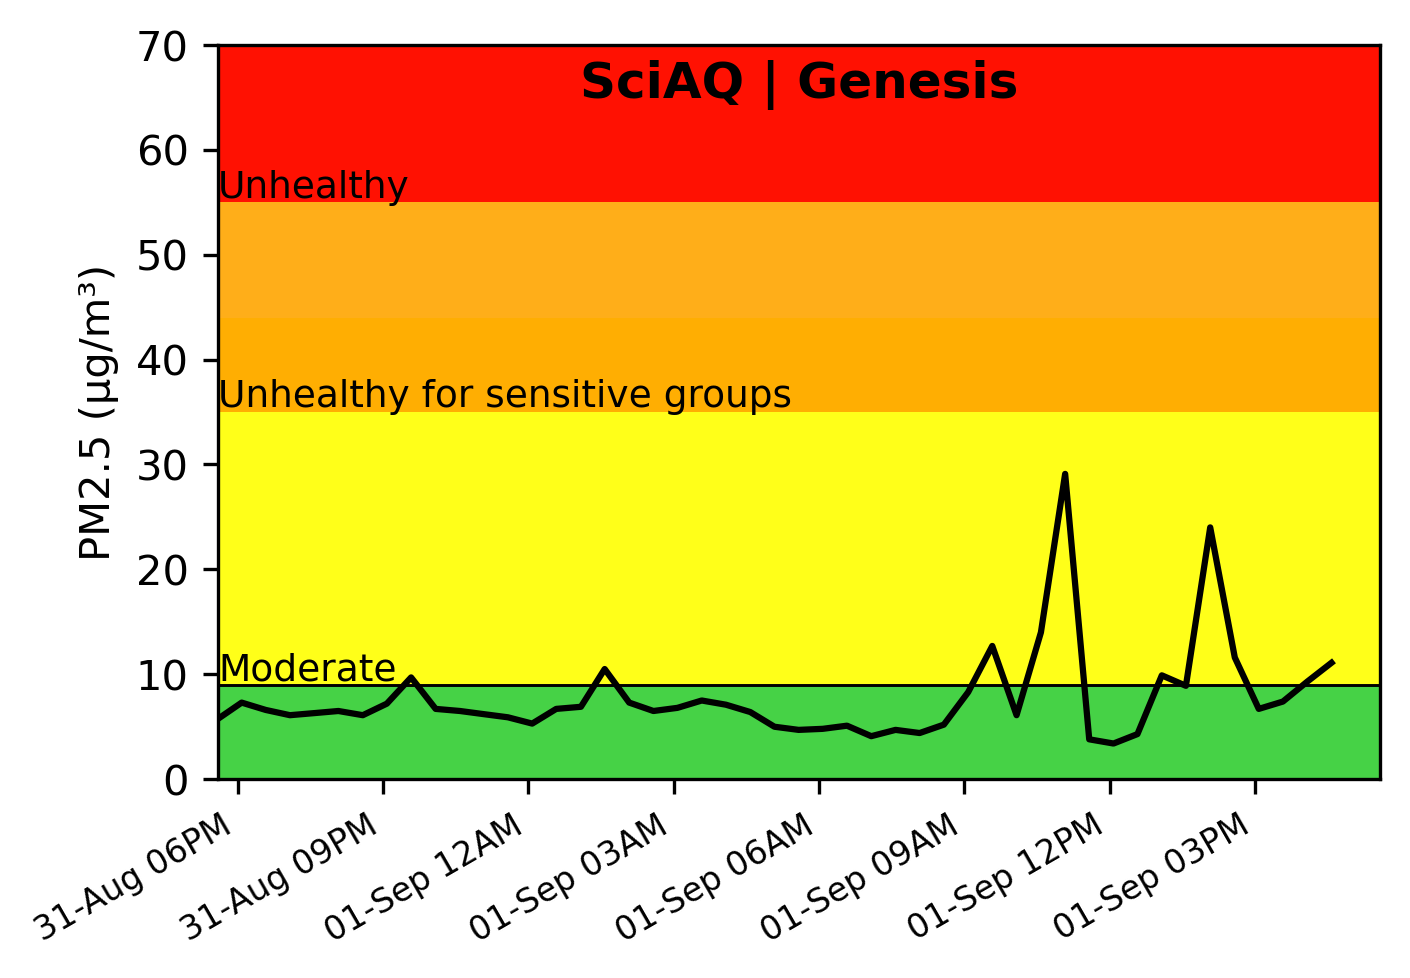 SciAQ | Genesis
PM2.5 (µg/m³)
70
60
50
40
30
20
10
0
Unhealthy
Unhealthy for sensitive groups
Moderate
31-Aug 06PM
31-Aug 09PM
01-Sep 12AM
01-Sep 03AM
01-Sep 06AM
01-Sep 09AM
01-Sep 12PM
01-Sep 03PM